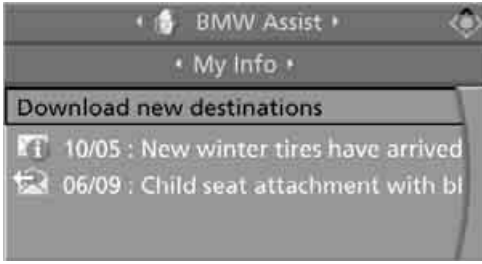 BMW Assist
My Info
Download new destinations
10/05 : New winter tires have arrived
06/09 : Child seat attachment with bl